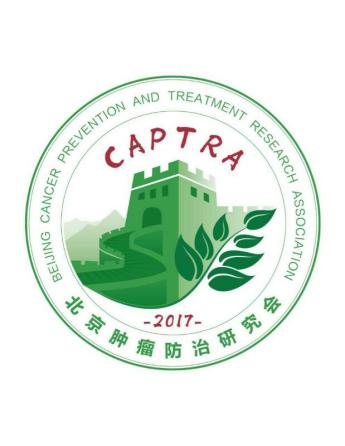 BEIJING CANCER PREVENTION AND TREATMENT RESEARCH ASSOCIATION
CAPTRA
-2017-
北京肿瘤防治研究会